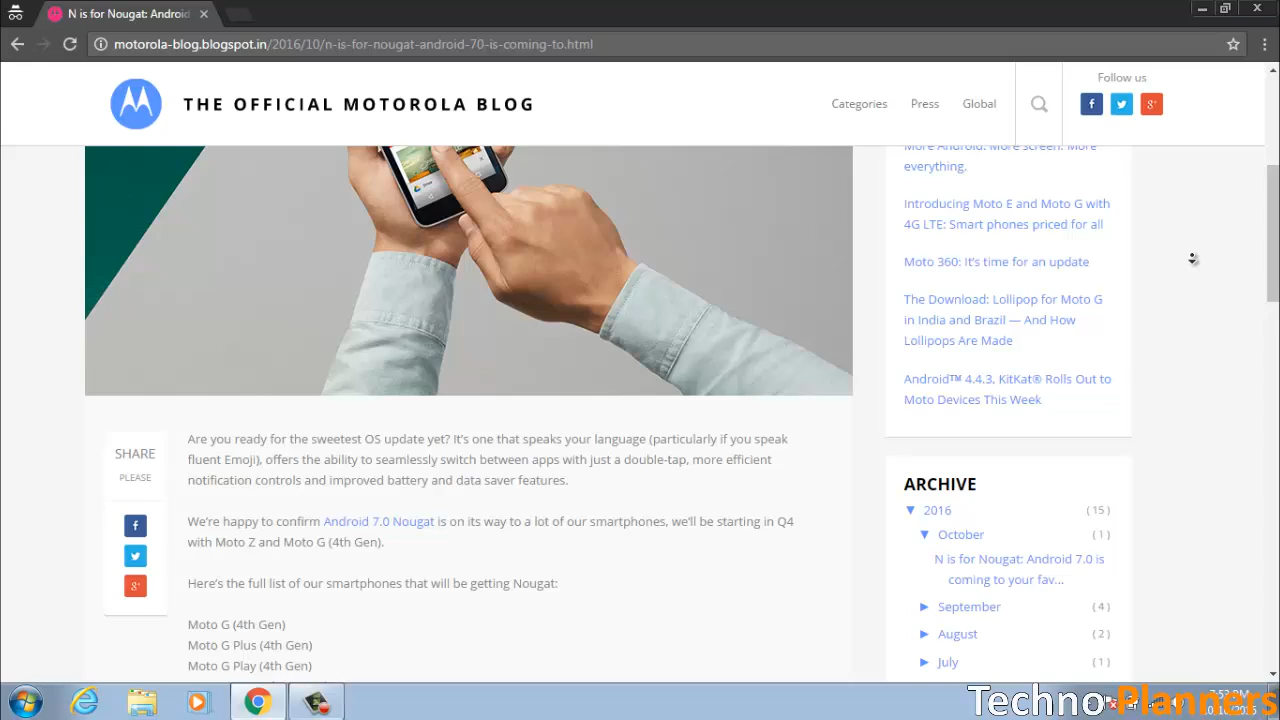 N is for Nougat: Android
motorola-blog.blogspot.in/2016/10/n-is-for-nougat-android-70-is-coming-to.html
THE OFFICIAL MOTOROLA BLOG
Categories
Press
Global
Follow us
More Android. More screen. More
everything.
Introducing Moto E and Moto G with
4G LTE: Smart phones priced for all
Moto 360: It's time for an update
The Download: Lollipop for Moto G
in India and Brazil — And How
Lollipops Are Made
Android™ 4.4.3, KitKat® Rolls Out to
Moto Devices This Week
SHARE
PLEASE
Are you ready for the sweetest OS update yet? It's one that speaks your language (particularly if you speak
fluent Emoji), offers the ability to seamlessly switch between apps with just a double-tap, more efficient
notification controls and improved battery and data saver features.
We're happy to confirm Android 7.0 Nougat is on its way to a lot of our smartphones, we'll be starting in Q4
with Moto Z and Moto G (4th Gen).
Here's the full list of our smartphones that will be getting Nougat:
Moto G (4th Gen)
Moto G Plus (4th Gen)
Moto G Play (4th Gen)
ARCHIVE
2016 ( 15 )
October ( 1 )
N is for Nougat: Android 7.0 is
coming to your fav...
September ( 4 )
August ( 2 )
July ( 1 )
Techno Planners